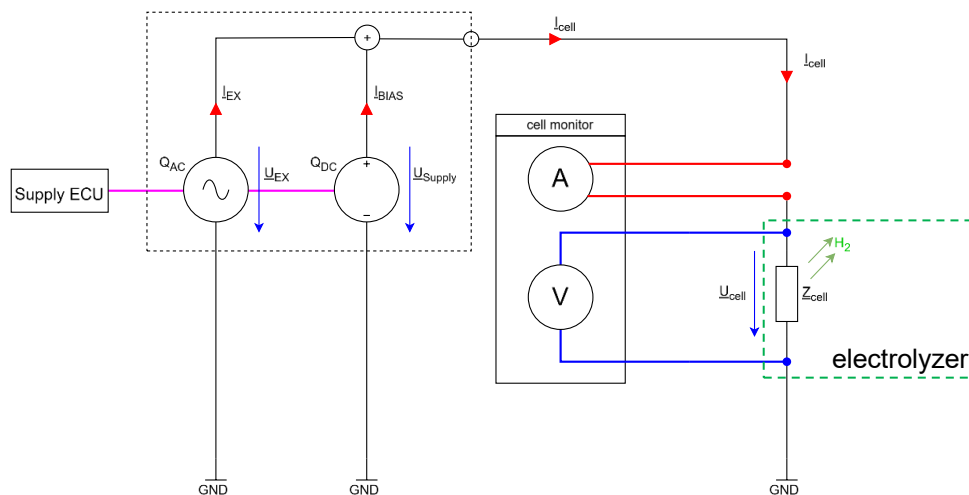 I_cell
I_cell
+
I_EX
I_BIAS
cell monitor
Q_AC
Q_DC
+
U_EX
U_Supply
A
Supply ECU
−
H_2
V
U_cell
Z_cell
electrolyzer
GND
GND
GND